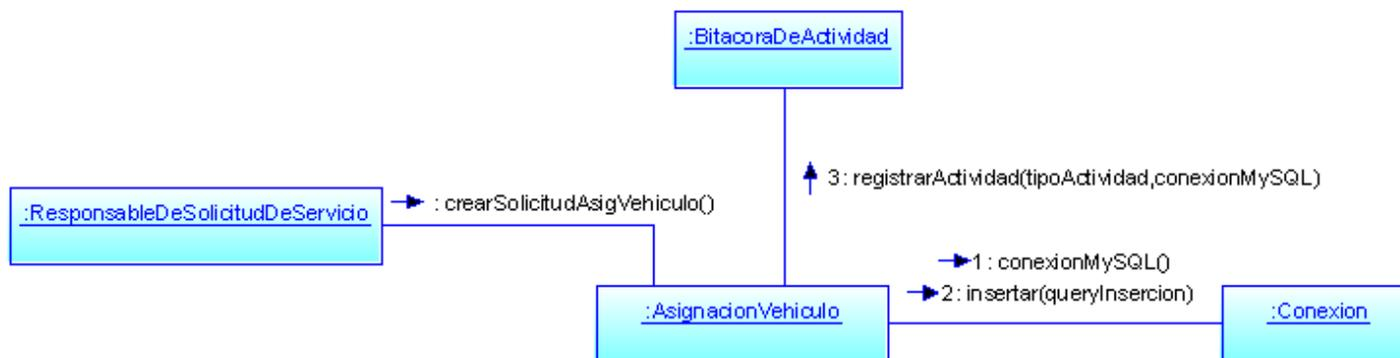 :BitacoraDeActividad
3: registrarActividad(tipoActividad,conexionMySQL)
:ResponsableDeSolicitudDeServicio
: crearSolicitudAsigVehiculo()
1 : conexionMySQL()
2: insertar(queryInsercion)
:AsignacionVehiculo
:Conexion